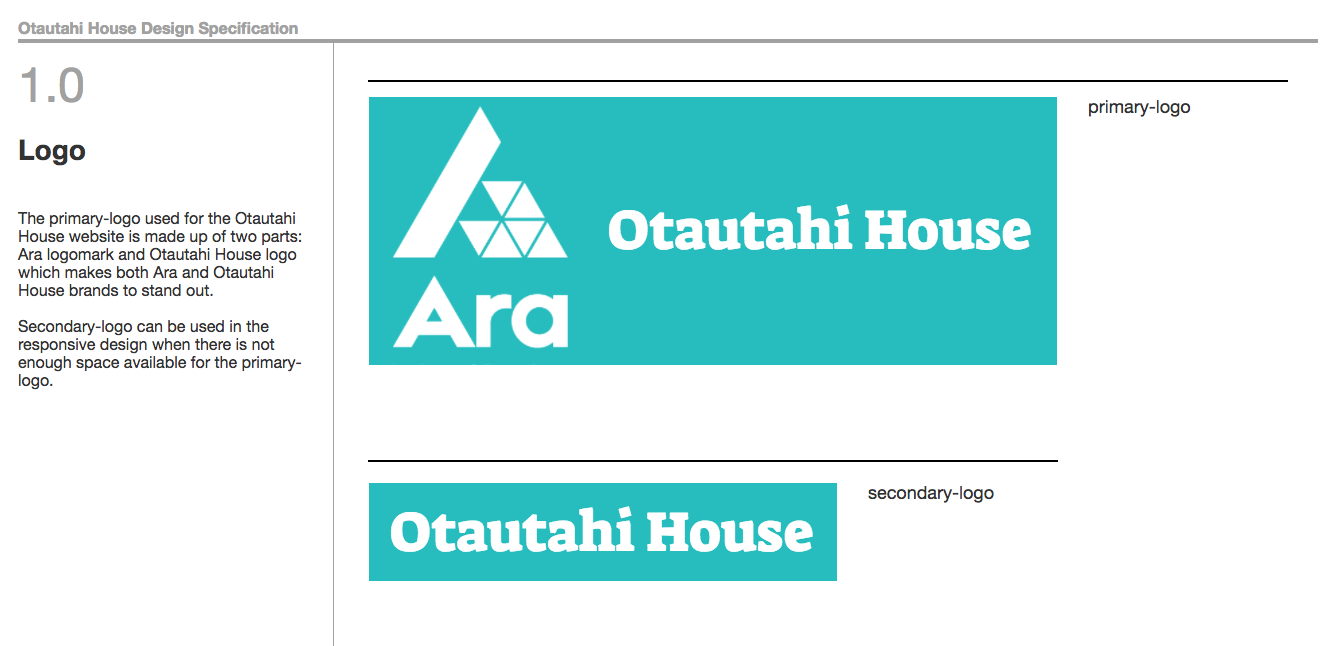 Otautahi House Design Specification
1.0
Logo
The primary-logo used for the Otautahi
House website is made up of two parts:
Ara logomark and Otautahi House logo
which makes both Ara and Otautahi
House brands to stand out.
Secondary-logo can be used in the
responsive design when there is not
enough space available for the primary-
logo.
primary-logo
Otautahi House
Ara
secondary-logo
Otautahi House